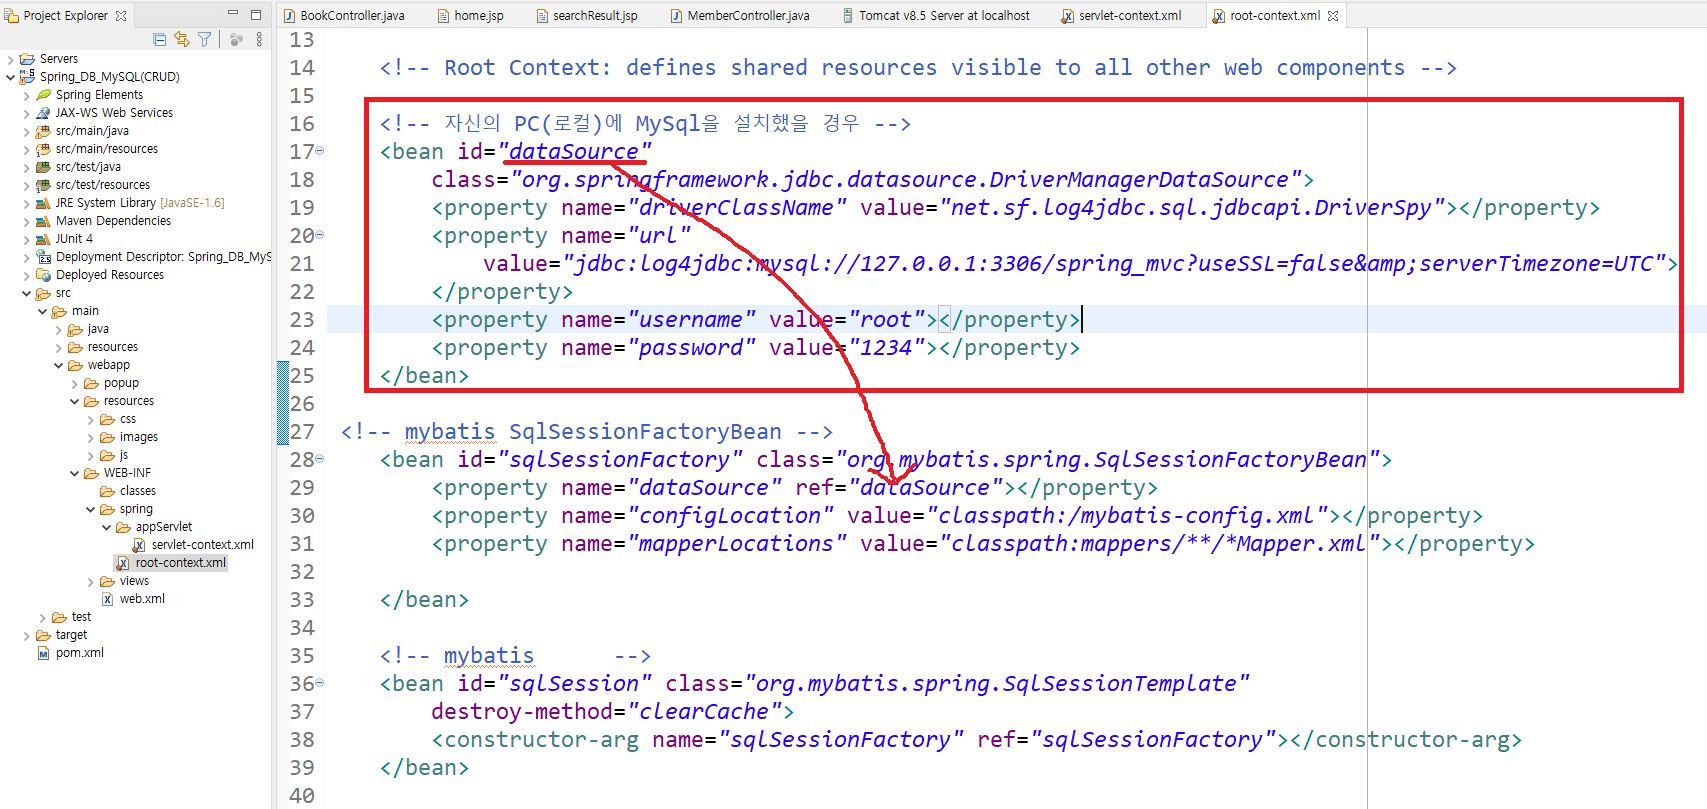 Project Explorer
BookController.java
home.jsp
searchResult.jsp
MemberController.java
Tomcat v8.5 Server at localhost
servlet-context.xml
root-context.xml
Servers
Spring_DB_MySQL(CRUD)
Spring Elements
JAX-WS Web Services
src/main/java
src/main/resources
src/test/java
src/test/resources
JRE System Library [JavaSE-1.6]
Maven Dependencies
JUnit 4
Deployment Descriptor: Spring_DB_MyS
Deployed Resources
src
main
java
resources
webapp
popup
resources
css
images
js
WEB-INF
classes
spring
appServlet
servlet-context.xml
root-context.xml
views
web.xml
test
target
pom.xml
13
14 <!-- Root Context: defines shared resources visible to all other web components -->
15
16 <!-- 자신의 PC(로컬)에 MySql을 설치했을 경우 -->
17 <bean id="dataSource"
18 class="org.springframework.jdbc.datasource.DriverManagerDataSource">
19 <property name="driverClassName" value="net.sf.log4jdbc.sql.jdbcapi.DriverSpy"></property>
20 <property name="url"
21 value="jdbc:log4jdbc:mysql://127.0.0.1:3306/spring_mvc?useSSL=false&amp;serverTimezone=UTC">
22 </property>
23 <property name="username" value="root"></property>
24 <property name="password" value="1234"></property>
25 </bean>
26
27 <!-- mybatis SqlSessionFactoryBean -->
28 <bean id="sqlSessionFactory" class="org.mybatis.spring.SqlSessionFactoryBean">
29 <property name="dataSource" ref="dataSource"></property>
30 <property name="configLocation" value="classpath:/mybatis-config.xml"></property>
31 <property name="mapperLocations" value="classpath:mappers/**/*Mapper.xml"></property>
32
33 </bean>
34
35 <!-- mybatis -->
36 <bean id="sqlSession" class="org.mybatis.spring.SqlSessionTemplate"
37 destroy-method="clearCache">
38 <constructor-arg name="sqlSessionFactory" ref="sqlSessionFactory"></constructor-arg>
39 </bean>
40